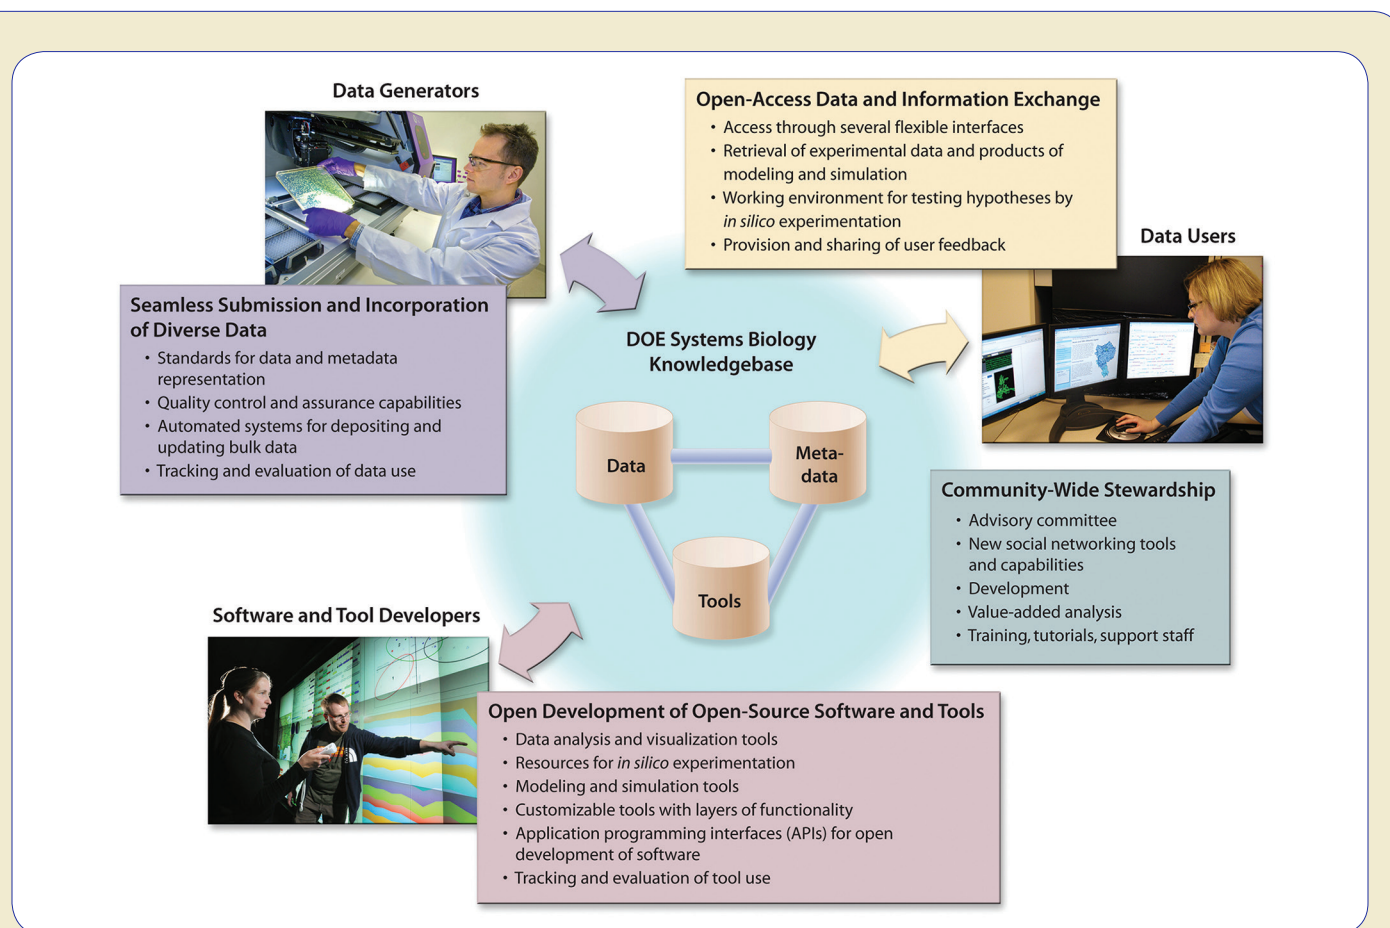 Data Generators
Open-Access Data and Information Exchange
• Access through several flexible interfaces
• Retrieval of experimental data and products of
modeling and simulation
• Working environment for testing hypotheses by
in silico experimentation
• Provision and sharing of user feedback
Data Users
Seamless Submission and Incorporation
of Diverse Data
• Standards for data and metadata
representation
• Quality control and assurance capabilities
• Automated systems for depositing and
updating bulk data
• Tracking and evaluation of data use
DOE Systems Biology
Knowledgebase
Data
Meta-
data
Tools
Community-Wide Stewardship
• Advisory committee
• New social networking tools
and capabilities
• Development
• Value-added analysis
• Training, tutorials, support staff
Software and Tool Developers
Open Development of Open-Source Software and Tools
• Data analysis and visualization tools
• Resources for in silico experimentation
• Modeling and simulation tools
• Customizable tools with layers of functionality
• Application programming interfaces (APIs) for open
development of software
• Tracking and evaluation of tool use